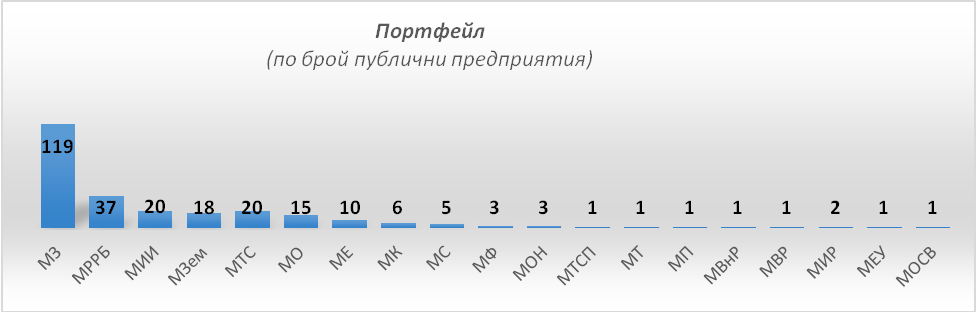 Портфейл
(по брой публични предприятия)
119 37 20 18 20 15 10 6 5 3 3 1 1 1 1 1 2 1 1
МЗ МРРБ МИИ МЗем МТС МО МЕ МК МС МФ МОН МТСП МТ МП МВнР МВР МИР МЕУ МОСВ